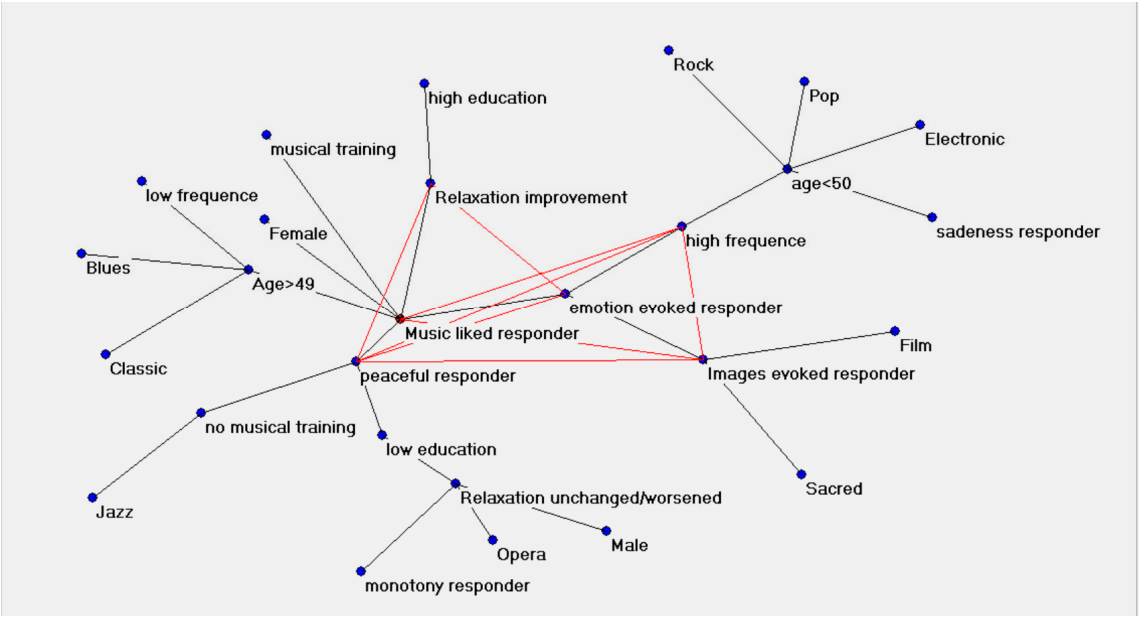 Rock
Pop
high education
Electronic
musical training
age<50
low frequence
Relaxation improvement
Female
sadeness responder
high frequence
Blues
Age>49
emotion evoked responder
Music liked responder
Film
Classic
peaceful responder
Images evoked responder
no musical training
low education
Sacred
Relaxation unchanged/worsened
Jazz
Male
Opera
monotony responder